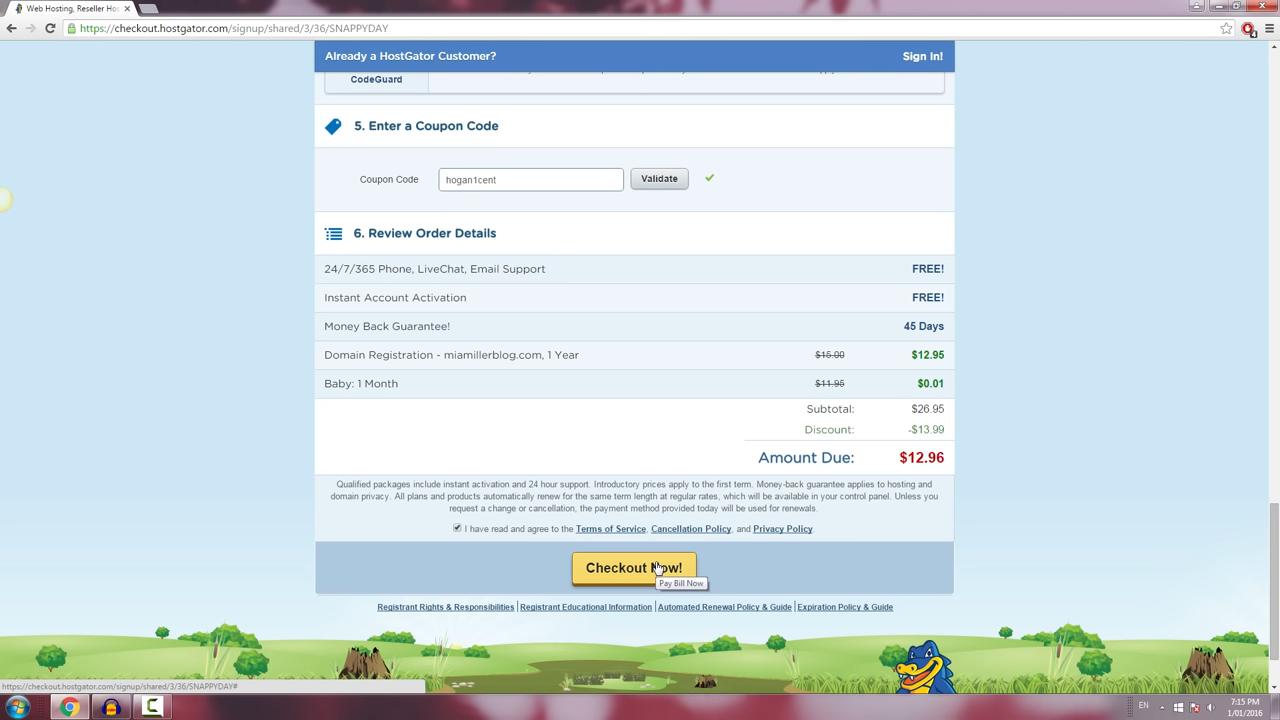 Web Hosting, Reseller Ho
https://checkout.hostgator.com/signup/shared/3/36/SNAPPYDAY
Already a HostGator Customer?
Sign In!
CodeGuard
5. Enter a Coupon Code
Coupon Code
hogan1cent
Validate
6. Review Order Details
24/7/365 Phone, LiveChat, Email Support FREE!
Instant Account Activation FREE!
Money Back Guarantee! 45 Days
Domain Registration - miamillerblog.com, 1 Year $15.00 $12.95
Baby: 1 Month $11.95 $0.01
Subtotal: $26.95
Discount: -$13.99
Amount Due: $12.96
Qualified packages include instant activation and 24 hour support. Introductory prices apply to the first term. Money-back guarantee applies to hosting and
domain privacy. All plans and products automatically renew for the same term length at regular rates, which will be available in your control panel. Unless you
request a change or cancellation, the payment method provided today will be used for renewals.
I have read and agree to the Terms of Service, Cancellation Policy, and Privacy Policy.
Checkout Now!
Pay Bill Now
Registrant Rights & Responsibilities | Registrant Educational Information | Automated Renewal Policy & Guide | Expiration Policy & Guide
https://checkout.hostgator.com/signup/shared/3/36/SNAPPYDAY#
EN
7:15 PM
1/01/2016